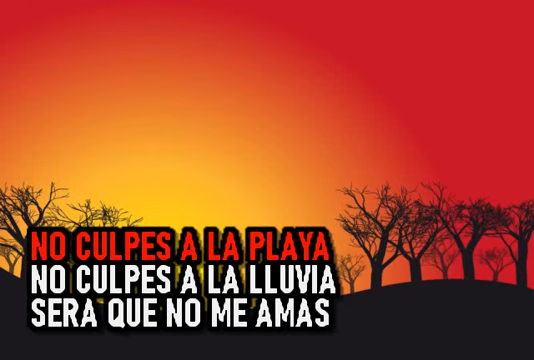 NO CULPES A LA PLAYA
NO CULPES A LA LLUVIA
SERA QUE NO ME AMAS